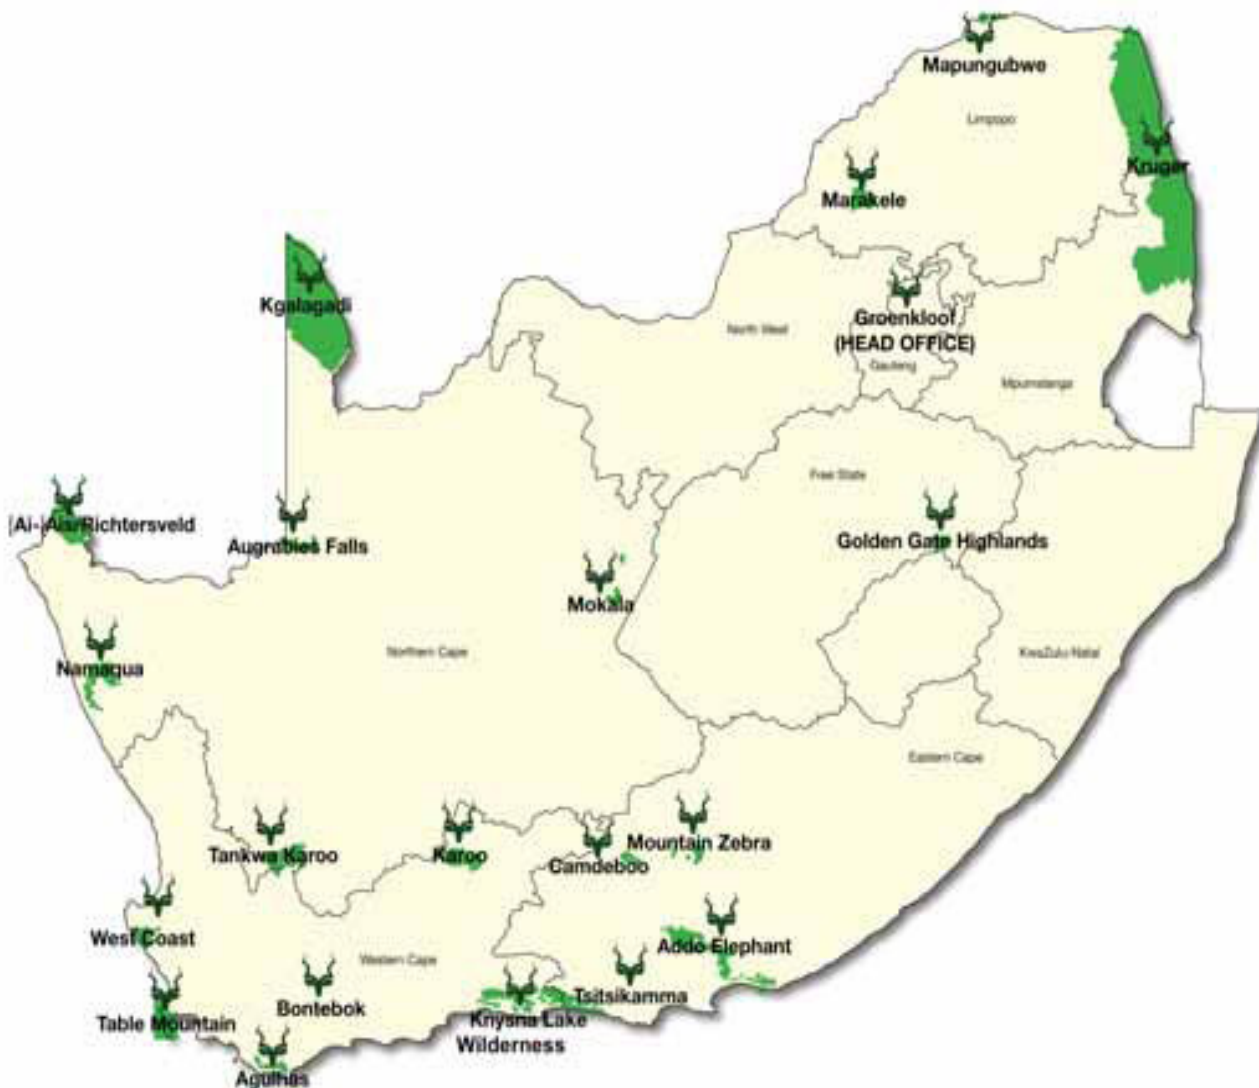 Mapungubwe
Limpopo
Kruger
Marakele
Kgalagadi
Groenkloof
(HEAD OFFICE)
North West
Gauteng
Mpumalanga
Free State
|Ai-|Ais/Richtersveld
Augrabies Falls
Golden Gate Highlands
Mokala
Northern Cape
KwaZulu-Natal
Namaqua
Eastern Cape
Tankwa Karoo
Karoo
Camdeboo
Mountain Zebra
West Coast
Addo Elephant
Western Cape
Tsitsikamma
Bontebok
Table Mountain
Knysna Lake
Wilderness
Agulhas